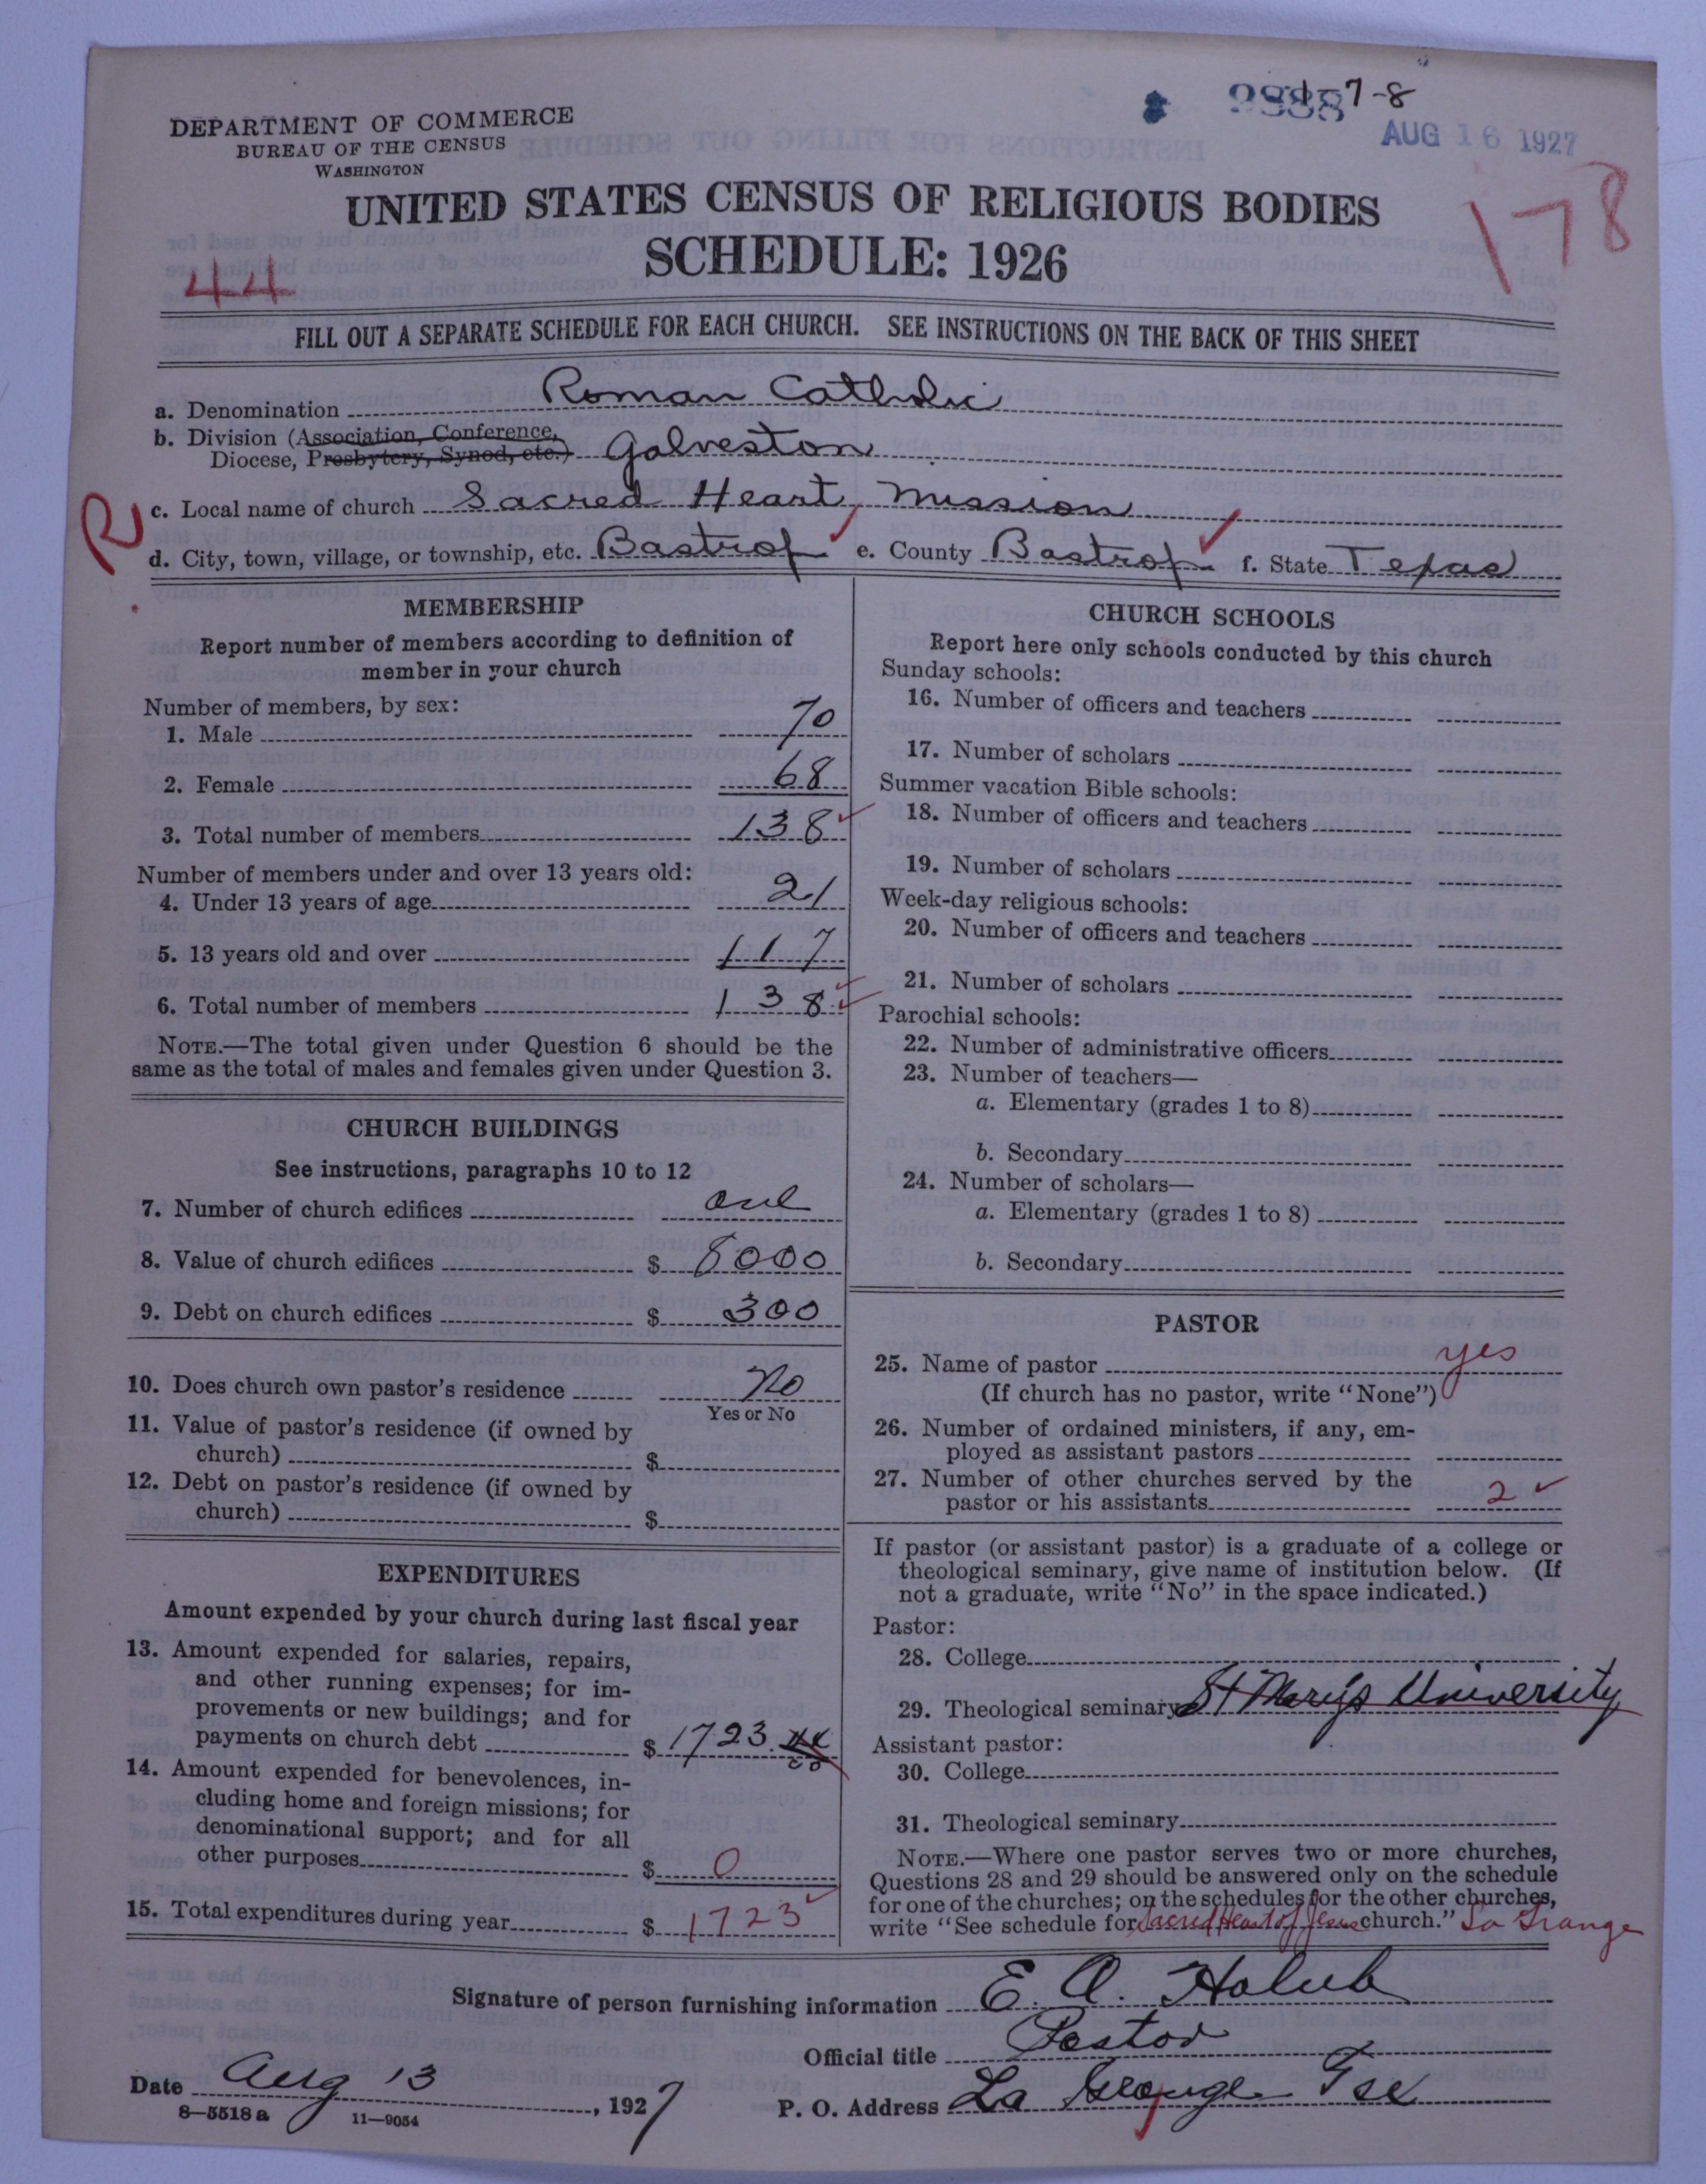 9888 7-8
AUG 16 1927
DEPARTMENT OF COMMERCE
BUREAU OF THE CENSUS
WASHINGTON
UNITED STATES CENSUS OF RELIGIOUS BODIES
SCHEDULE: 1926
178
44
FILL OUT A SEPARATE SCHEDULE FOR EACH CHURCH. SEE INSTRUCTIONS ON THE BACK OF THIS SHEET
a. Denomination Roman Catholic
b. Division (Association, Conference,
Diocese, Presbytery, Synod, etc.) Galveston
R
c. Local name of church Sacred Heart Mission
d. City, town, village, or township, etc. Bastrop e. County Bastrop f. State Texas
MEMBERSHIP
Report number of members according to definition of
member in your church
Number of members, by sex:
1. Male 70
2. Female 68
3. Total number of members 138
Number of members under and over 13 years old:
4. Under 13 years of age 21
5. 13 years old and over 117
6. Total number of members 138
NOTE.—The total given under Question 6 should be the
same as the total of males and females given under Question 3.
CHURCH BUILDINGS
See instructions, paragraphs 10 to 12
7. Number of church edifices one
8. Value of church edifices $ 8000
9. Debt on church edifices $ 300
10. Does church own pastor's residence No
Yes or No
11. Value of pastor's residence (if owned by
church) $
12. Debt on pastor's residence (if owned by
church) $
EXPENDITURES
Amount expended by your church during last fiscal year
13. Amount expended for salaries, repairs,
and other running expenses; for im-
provements or new buildings; and for
payments on church debt $ 1723.
14. Amount expended for benevolences, in-
cluding home and foreign missions; for
denominational support; and for all
other purposes $ 0
15. Total expenditures during year $ 1723
CHURCH SCHOOLS
Report here only schools conducted by this church
Sunday schools:
16. Number of officers and teachers
17. Number of scholars
Summer vacation Bible schools:
18. Number of officers and teachers
19. Number of scholars
Week-day religious schools:
20. Number of officers and teachers
21. Number of scholars
Parochial schools:
22. Number of administrative officers
23. Number of teachers—
a. Elementary (grades 1 to 8)
b. Secondary
24. Number of scholars—
a. Elementary (grades 1 to 8)
b. Secondary
PASTOR
25. Name of pastor yes
(If church has no pastor, write "None")
26. Number of ordained ministers, if any, em-
ployed as assistant pastors
27. Number of other churches served by the
pastor or his assistants 2
If pastor (or assistant pastor) is a graduate of a college or
theological seminary, give name of institution below. (If
not a graduate, write "No" in the space indicated.)
Pastor:
28. College
29. Theological seminary St Mary's University
Assistant pastor:
30. College
31. Theological seminary
NOTE.—Where one pastor serves two or more churches,
Questions 28 and 29 should be answered only on the schedule
for one of the churches; on the schedules for the other churches,
write "See schedule for Sacred Heart of Jesus church." La Grange
Signature of person furnishing information E. A. Holub
Official title Pastor
Date Aug 13, 1927
P. O. Address La Grange Tex
8-5518 a 11—9054